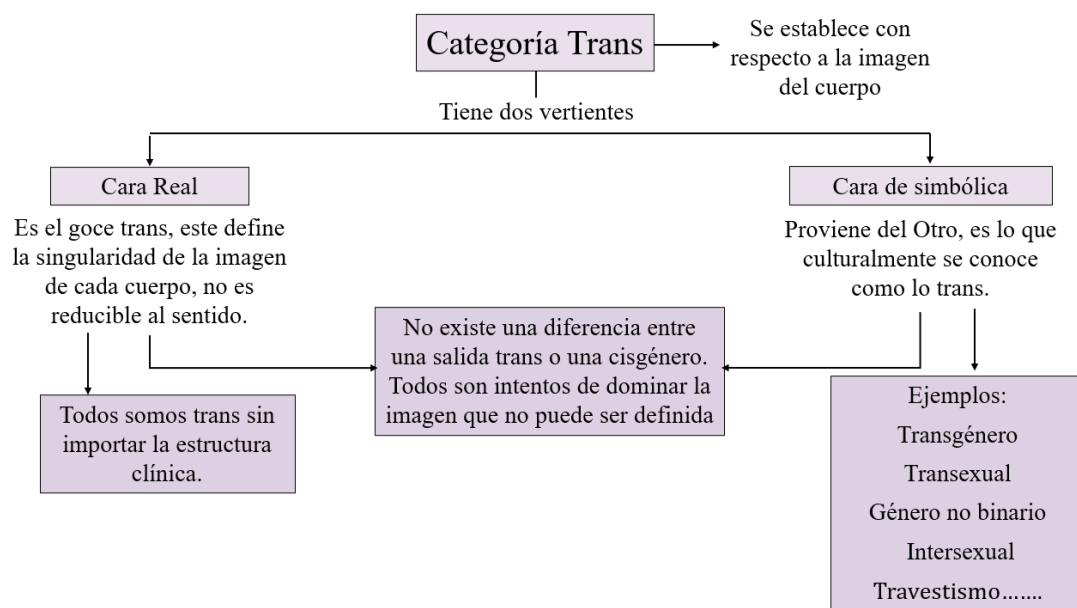 Categoría Trans
Se establece con
respecto a la imagen
del cuerpo
Tiene dos vertientes
Cara Real
Es el goce trans, este define
la singularidad de la imagen
de cada cuerpo, no es
reducible al sentido.
Cara de simbólica
Proviene del Otro, es lo que
culturalmente se conoce
como lo trans.
No existe una diferencia entre
una salida trans o una cisgénero.
Todos son intentos de dominar la
imagen que no puede ser definida
Todos somos trans sin
importar la estructura
clínica.
Ejemplos:
Transgénero
Transexual
Género no binario
Intersexual
Travestismo…….